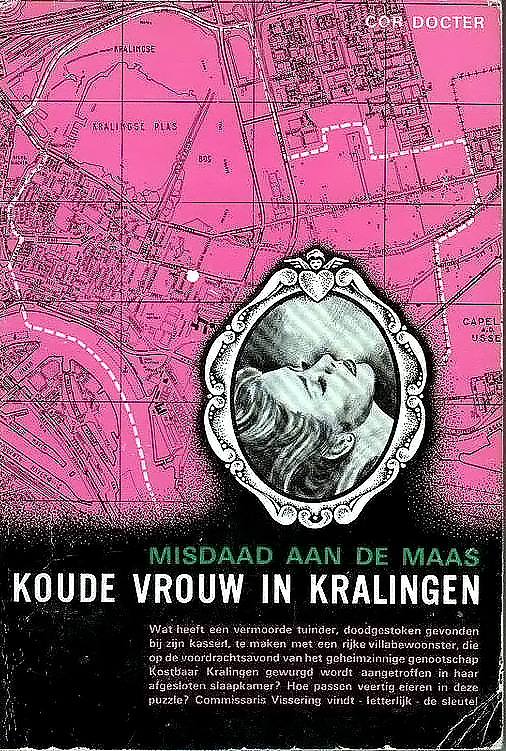 COR DOCTER
KRALINGSE
KRALINGSE PLAS
BOS
CAPEL
A.D.
USSE
MISDAAD AAN DE MAAS
KOUDE VROUW IN KRALINGEN
Wat heeft een vermoorde tuinder, doodgestoken gevonden
bij zijn kassen, te maken met een rijke villabewoonster, die
op de voordrachtsavond van het geheimzinnige genootschap
Kostbaar Kralingen gewurgd wordt aangetroffen in haar
afgesloten slaapkamer? Hoe passen veertig eieren in deze
puzzle? Commissaris Vissering vindt - letterlijk - de sleutel